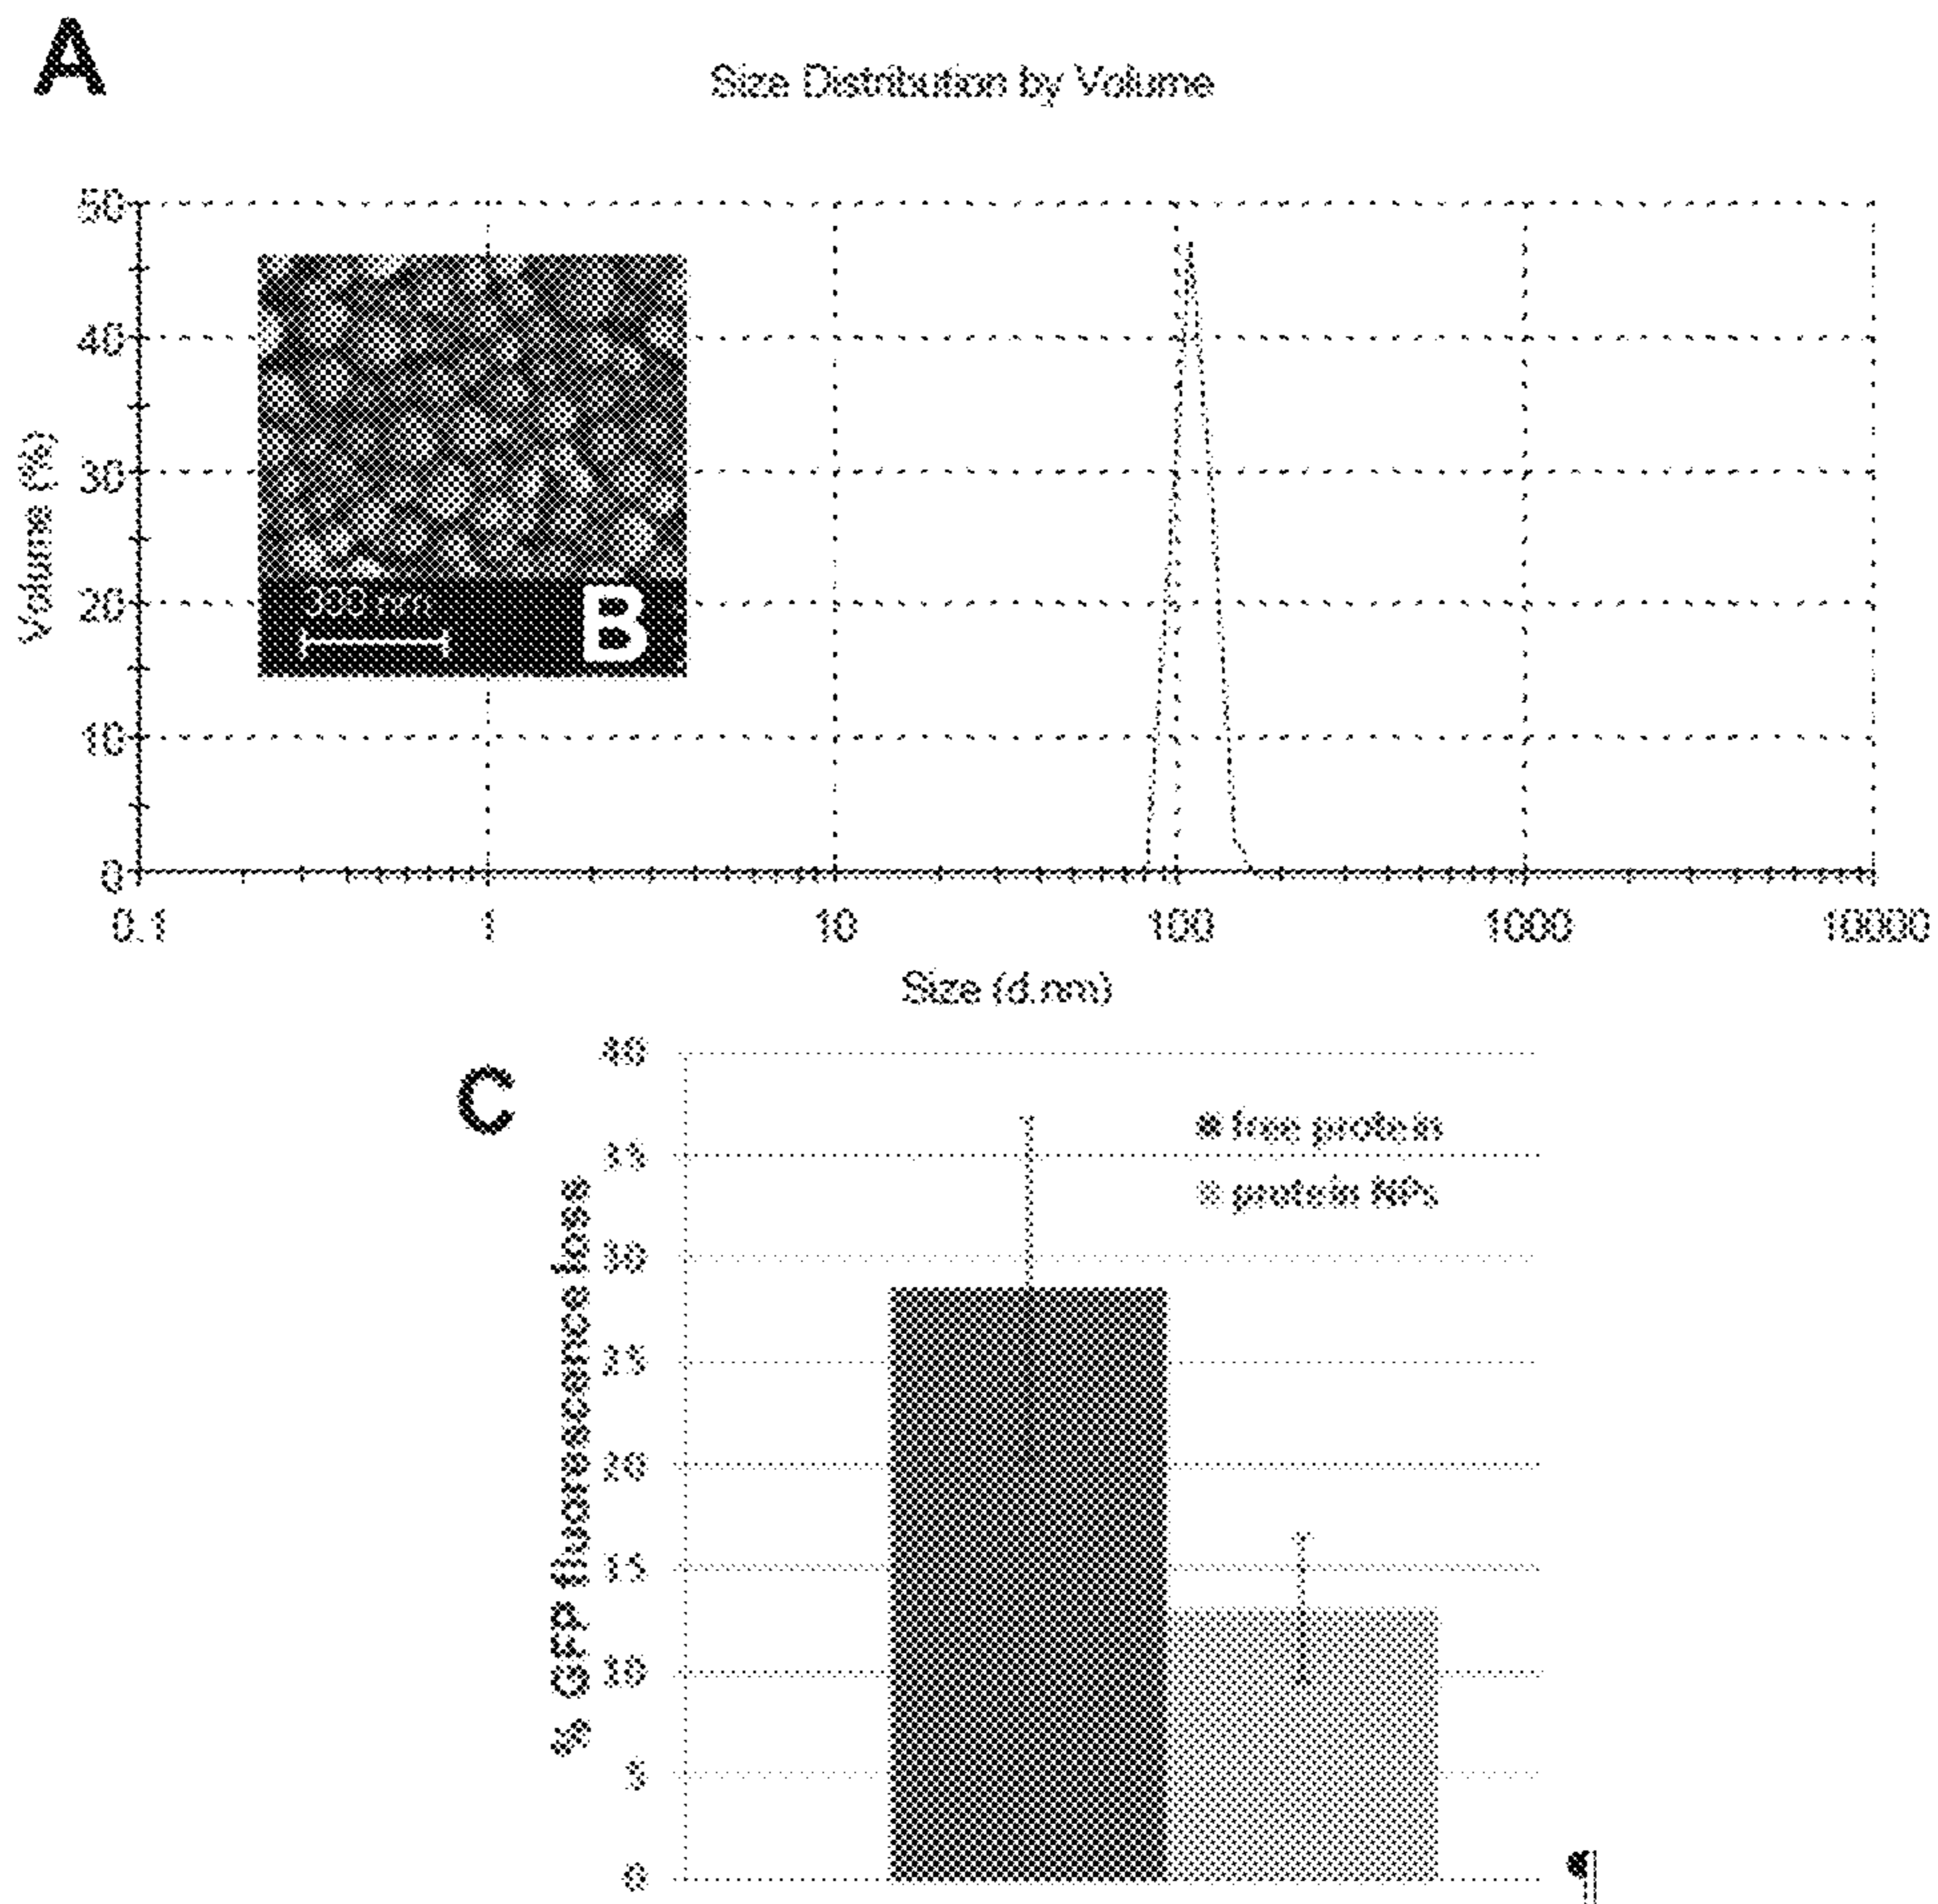 A
Size Distribution by Volume
50
40
30
20
10
0
Volume (%)
B
0.1 1 10 100 1000 10000
Size (d.nm)
C
40
35
30
25
20
15
10
5
0
% GFP fluorescence loss
free protein
protein NPs
¶